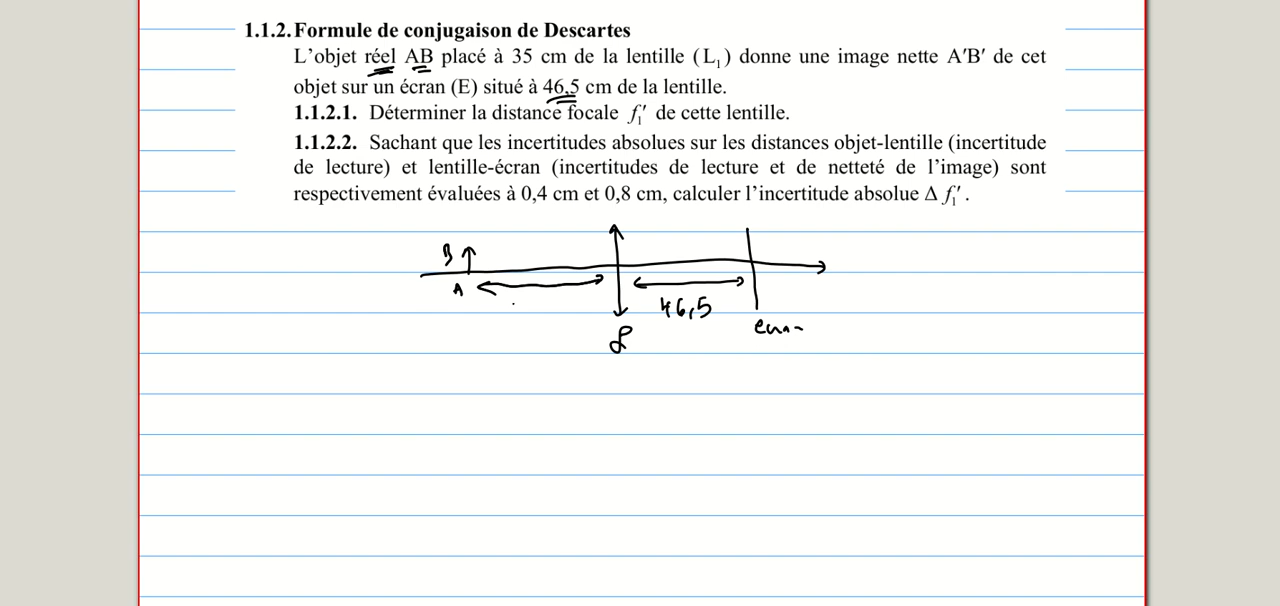 1.1.2. Formule de conjugaison de Descartes
L’objet réel AB placé à 35 cm de la lentille (L₁) donne une image nette A′B′ de cet
objet sur un écran (E) situé à 46,5 cm de la lentille.
1.1.2.1. Déterminer la distance focale f₁′ de cette lentille.
1.1.2.2. Sachant que les incertitudes absolues sur les distances objet-lentille (incertitude
de lecture) et lentille-écran (incertitudes de lecture et de netteté de l’image) sont
respectivement évaluées à 0,4 cm et 0,8 cm, calculer l’incertitude absolue Δ f₁′.
B
A
46,5
L